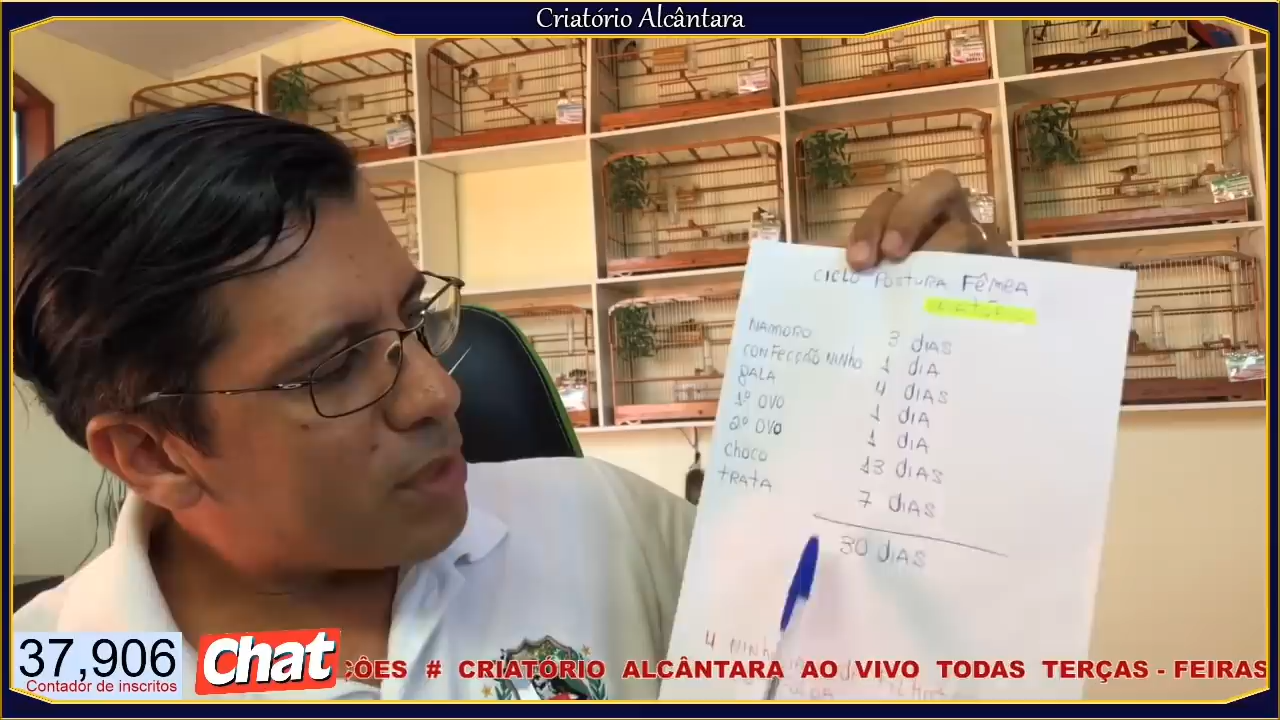 Criatório Alcântara
CICLO POSTURA FÊMEA
NAMORO 3 DIAS
CONFECÇÃO NINHO 1 DIA
GALA 4 DIAS
1º OVO 1 DIA
2º OVO 1 DIA
CHOCO 13 DIAS
TRATA 7 DIAS
30 DIAS
4
37,906
Contador de inscritos
Chat
ÇÔES # CRIATÓRIO ALCÂNTARA AO VIVO TODAS TERÇAS - FEIRAS